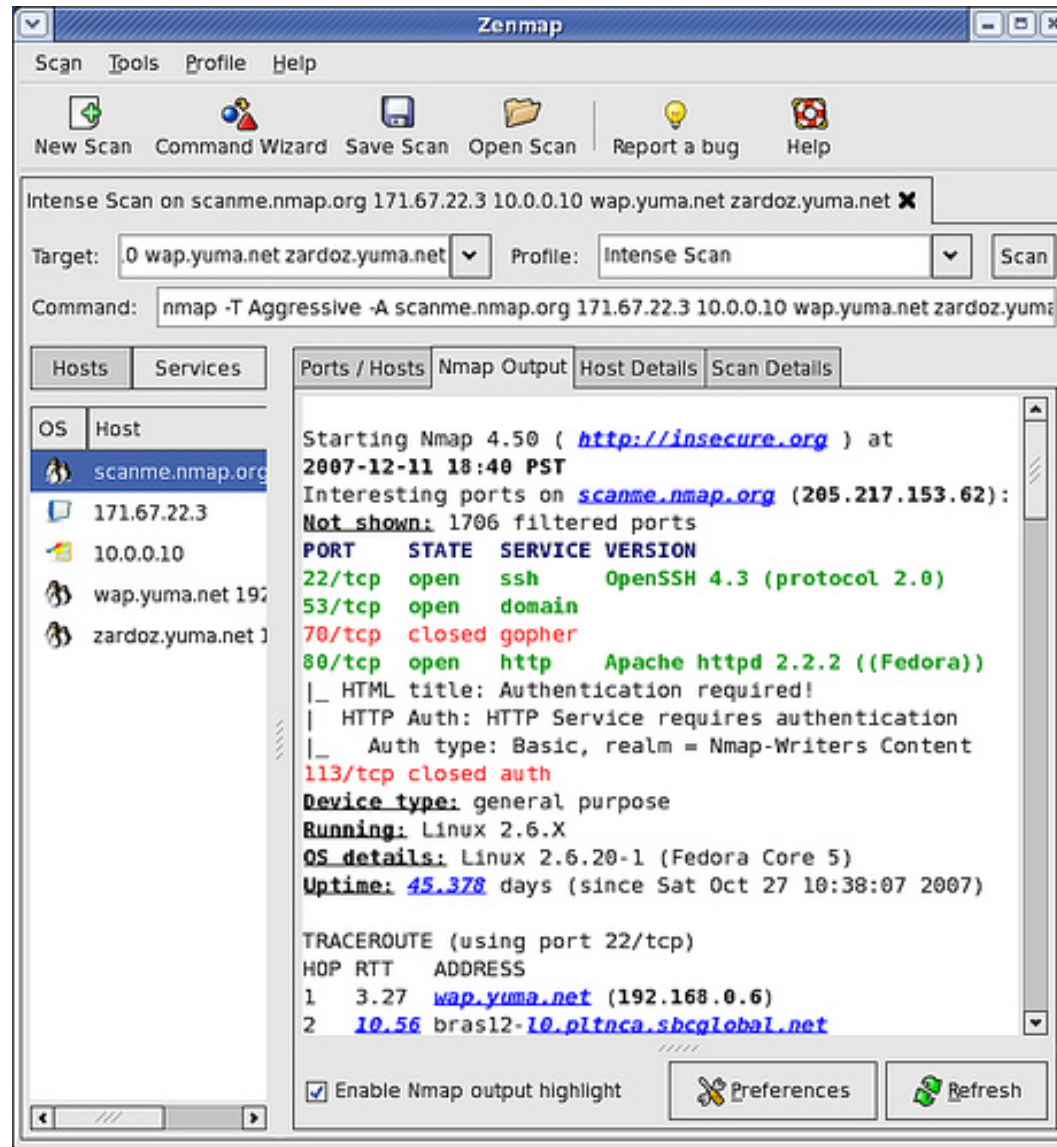 Zenmap
Scan Tools Profile Help
New Scan Command Wizard Save Scan Open Scan Report a bug Help
Intense Scan on scanme.nmap.org 171.67.22.3 10.0.0.10 wap.yuma.net zardoz.yuma.net
Target: .0 wap.yuma.net zardoz.yuma.net Profile: Intense Scan Scan
Command: nmap -T Aggressive -A scanme.nmap.org 171.67.22.3 10.0.0.10 wap.yuma.net zardoz.yuma
Hosts Services
OS Host
scanme.nmap.org
171.67.22.3
10.0.0.10
wap.yuma.net 192
zardoz.yuma.net 1
Ports / Hosts Nmap Output Host Details Scan Details
Starting Nmap 4.50 ( http://insecure.org ) at
2007-12-11 18:40 PST
Interesting ports on scanme.nmap.org (205.217.153.62):
Not shown: 1706 filtered ports
PORT STATE SERVICE VERSION
22/tcp open ssh OpenSSH 4.3 (protocol 2.0)
53/tcp open domain
70/tcp closed gopher
80/tcp open http Apache httpd 2.2.2 ((Fedora))
|_ HTML title: Authentication required!
| HTTP Auth: HTTP Service requires authentication
|_ Auth type: Basic, realm = Nmap-Writers Content
113/tcp closed auth
Device type: general purpose
Running: Linux 2.6.X
OS details: Linux 2.6.20-1 (Fedora Core 5)
Uptime: 45.378 days (since Sat Oct 27 10:38:07 2007)
TRACEROUTE (using port 22/tcp)
HOP RTT ADDRESS
1 3.27 wap.yuma.net (192.168.0.6)
2 10.56 bras12-l0.pltnca.sbcglobal.net
Enable Nmap output highlight Preferences Refresh